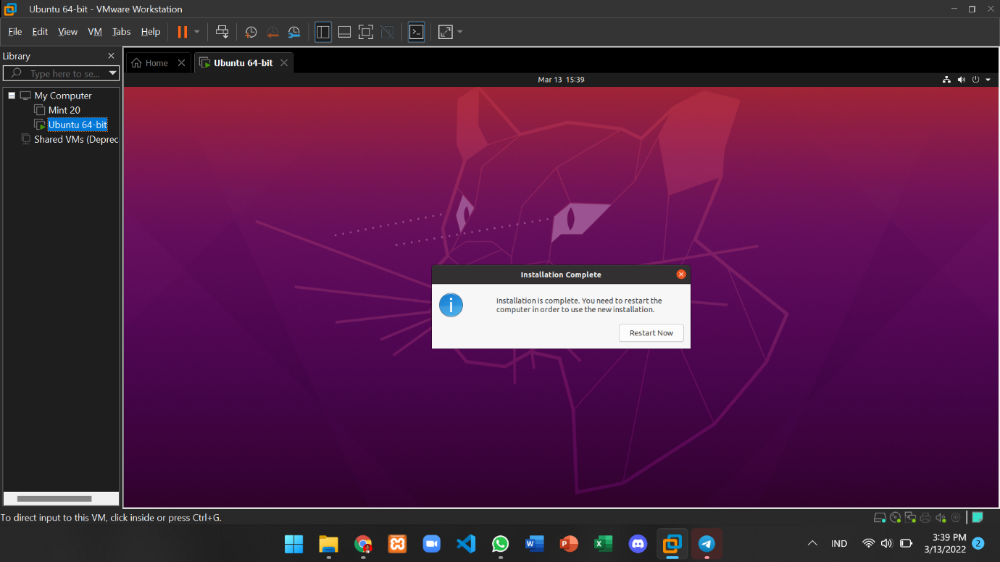 Ubuntu 64-bit - VMware Workstation
File Edit View VM Tabs Help
Library
Type here to se...
Home
Ubuntu 64-bit
Mar 13 15:39
My Computer
Mint 20
Ubuntu 64-bit
Shared VMs (Deprec
Installation Complete
Installation is complete. You need to restart the
computer in order to use the new installation.
Restart Now
To direct input to this VM, click inside or press Ctrl+G.
IND
3:39 PM
3/13/2022
2